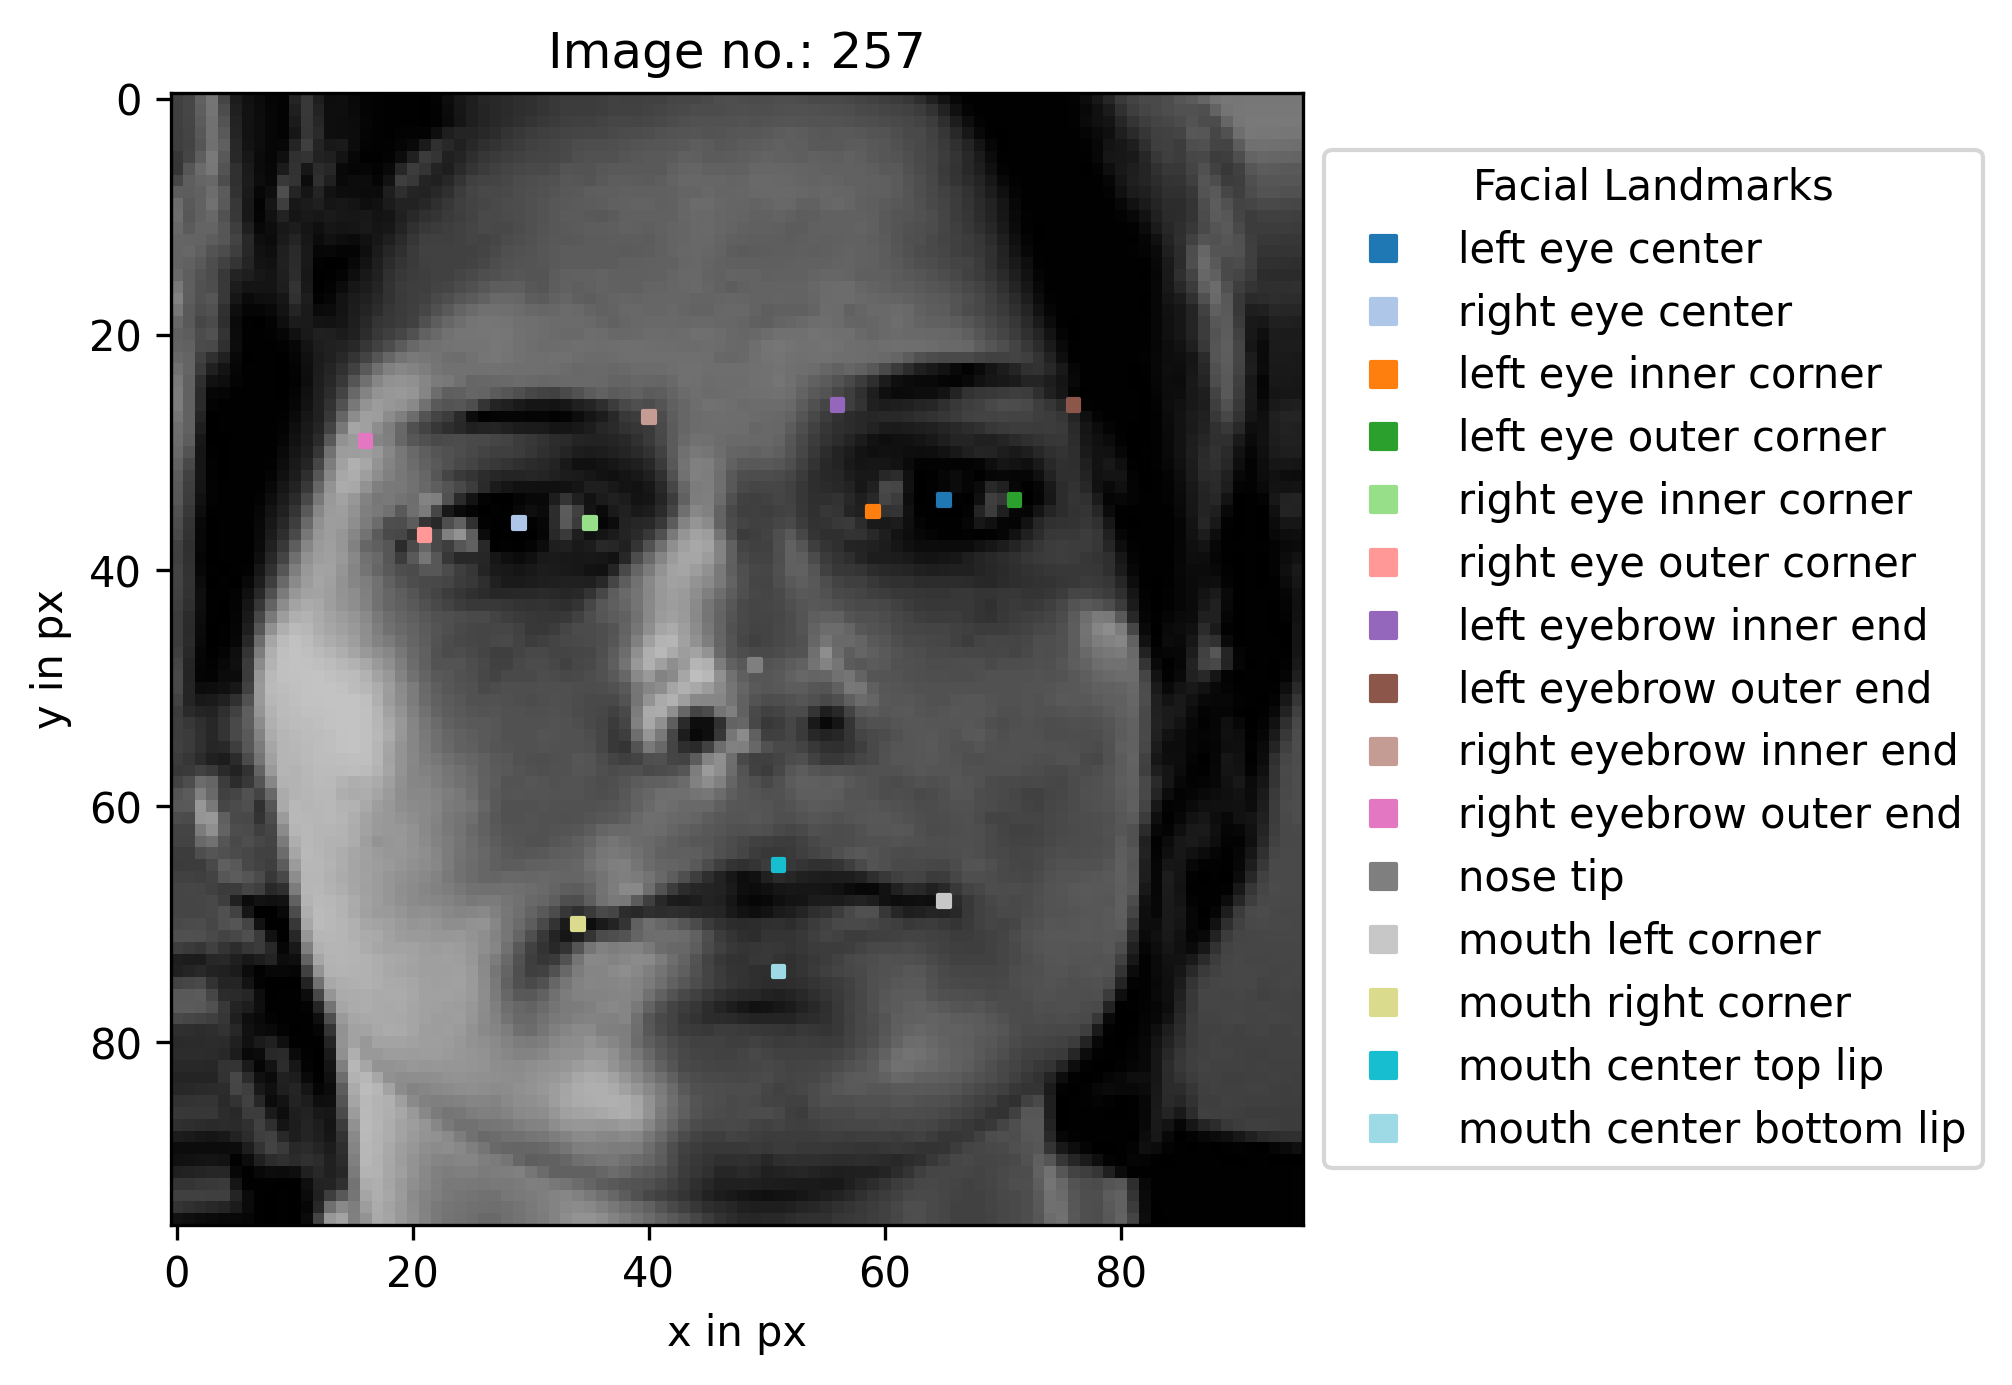 Image no.: 257
0
20
40
60
80
y in px
0 20 40 60 80
x in px
Facial Landmarks
left eye center
right eye center
left eye inner corner
left eye outer corner
right eye inner corner
right eye outer corner
left eyebrow inner end
left eyebrow outer end
right eyebrow inner end
right eyebrow outer end
nose tip
mouth left corner
mouth right corner
mouth center top lip
mouth center bottom lip